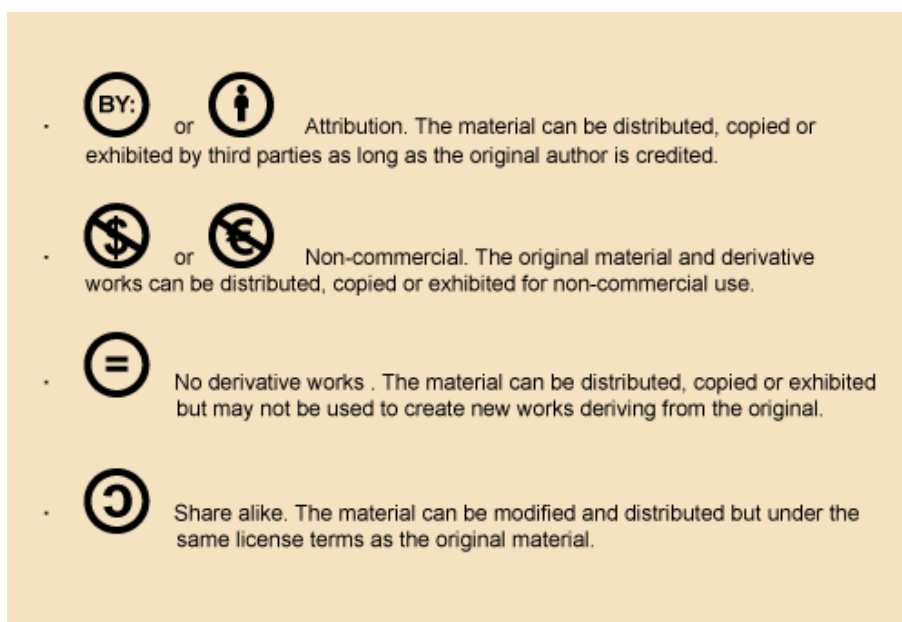 · BY: or Attribution. The material can be distributed, copied or
exhibited by third parties as long as the original author is credited.
· $ or € Non-commercial. The original material and derivative
works can be distributed, copied or exhibited for non-commercial use.
· = No derivative works . The material can be distributed, copied or exhibited
but may not be used to create new works deriving from the original.
· Share alike. The material can be modified and distributed but under the
same license terms as the original material.